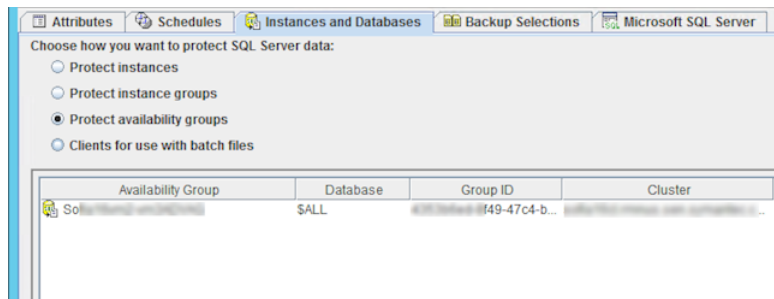 Attributes Schedules Instances and Databases Backup Selections Microsoft SQL Server
Choose how you want to protect SQL Server data:
Protect instances
Protect instance groups
Protect availability groups
Clients for use with batch files
Availability Group Database Group ID Cluster
$ALL f49-47c4-b... ...